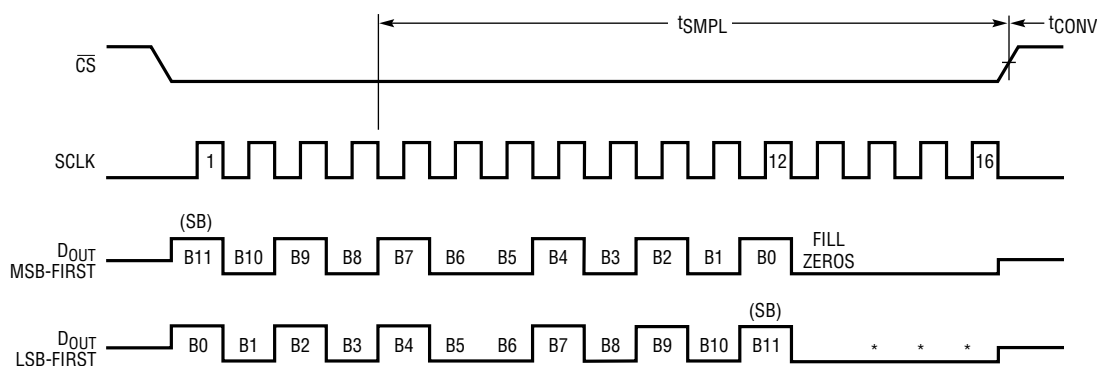 tSMPL tCONV
CS
SCLK 1 12 16
(SB)
DOUT
MSB-FIRST
B11 B10 B9 B8 B7 B6 B5 B4 B3 B2 B1 B0
FILL
ZEROS
(SB)
DOUT
LSB-FIRST
B0 B1 B2 B3 B4 B5 B6 B7 B8 B9 B10 B11 * * *